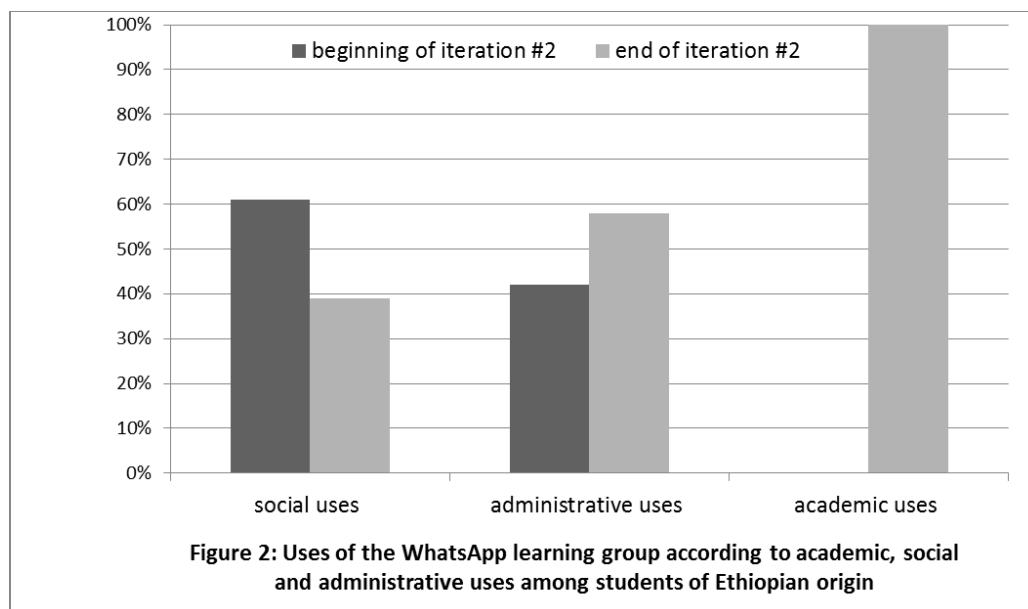 100%
beginning of iteration #2 end of iteration #2
90%
80%
70%
60%
50%
40%
30%
20%
10%
0%
social uses administrative uses academic uses
Figure 2: Uses of the WhatsApp learning group according to academic, social
and administrative uses among students of Ethiopian origin